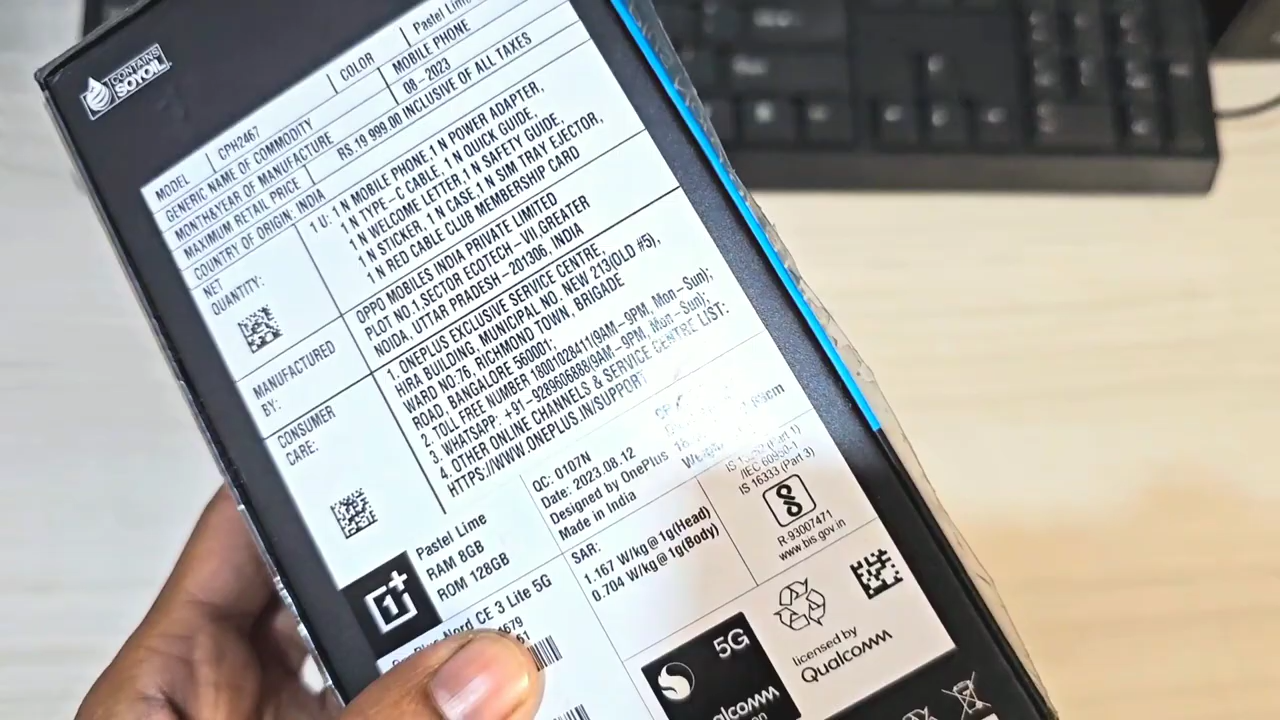 CONTAINS
SOYOIL
MODEL CPH2467 COLOR Pastel Lime
GENERIC NAME OF COMMODITY MOBILE PHONE
MONTH&YEAR OF MANUFACTURE 08-2023
MAXIMUM RETAIL PRICE RS.19 999.00 INCLUSIVE OF ALL TAXES
COUNTRY OF ORIGIN: INDIA
NET
QUANTITY:
1 U: 1 N MOBILE PHONE,1 N POWER ADAPTER,
1 N TYPE-C CABLE, 1 N QUICK GUIDE,
1 N WELCOME LETTER,1 N SAFETY GUIDE,
1 N STICKER, 1 N CASE,1 N SIM TRAY EJECTOR,
1 N RED CABLE CLUB MEMBERSHIP CARD
MANUFACTURED
BY:
OPPO MOBILES INDIA PRIVATE LIMITED
PLOT NO.1,SECTOR ECOTECH-VII,GREATER
NOIDA, UTTAR PRADESH-201306, INDIA
CONSUMER
CARE:
1. ONEPLUS EXCLUSIVE SERVICE CENTRE,
HIRA BUILDING, MUNICIPAL NO. NEW 213(OLD #5),
WARD NO:76, RICHMOND TOWN, BRIGADE
ROAD, BANGALORE 560001;
2. TOLL FREE NUMBER 18001028411(9AM-9PM, Mon-Sun);
3. WHATSAPP: +91-9289606888(9AM-9PM, Mon-Sun);
4. OTHER ONLINE CHANNELS & SERVICE CENTRE LIST:
HTTPS://WWW.ONEPLUS.IN/SUPPORT
Pastel Lime
RAM 8GB
ROM 128GB
QC: 0107N
Date: 2023.08.12
Designed by OnePlus
Made in India
/IEC 60950-1
IS 16333 (Part 3)
R-93007471
www.bis.gov.in
SAR:
1.167 W/kg@1g(Head)
0.704 W/kg@1g(Body)
Nord CE 3 Lite 5G
5G
licensed by
Qualcomm